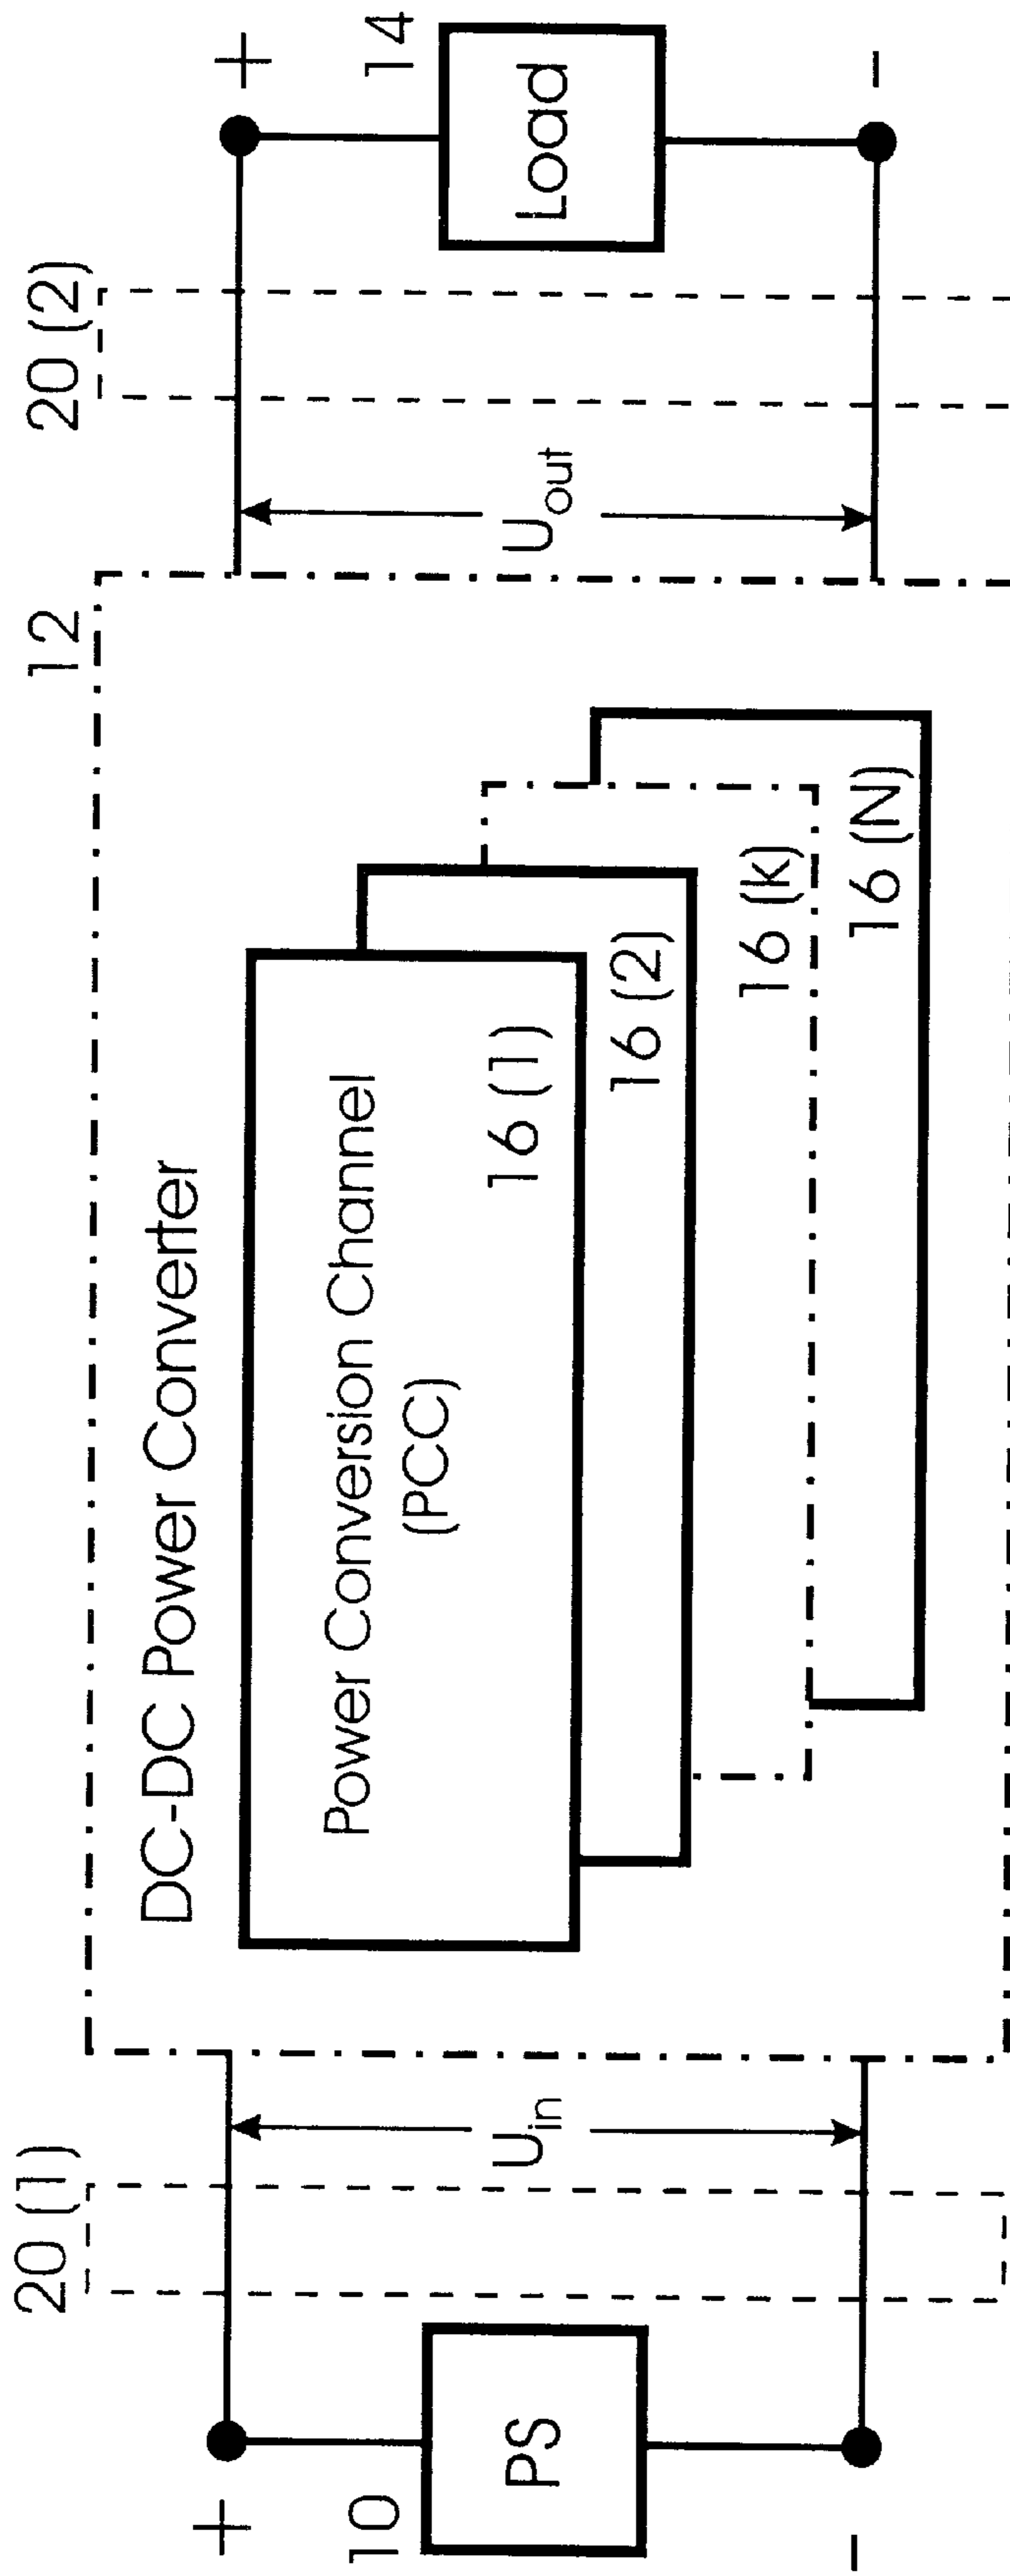 20 (1)
12
20 (2)
DC-DC Power Converter
+
+
10
PS
U_in
Power Conversion Channel
(PCC)
16 (1)
16 (2)
16 (k)
16 (N)
U_out
14
Load
-
-